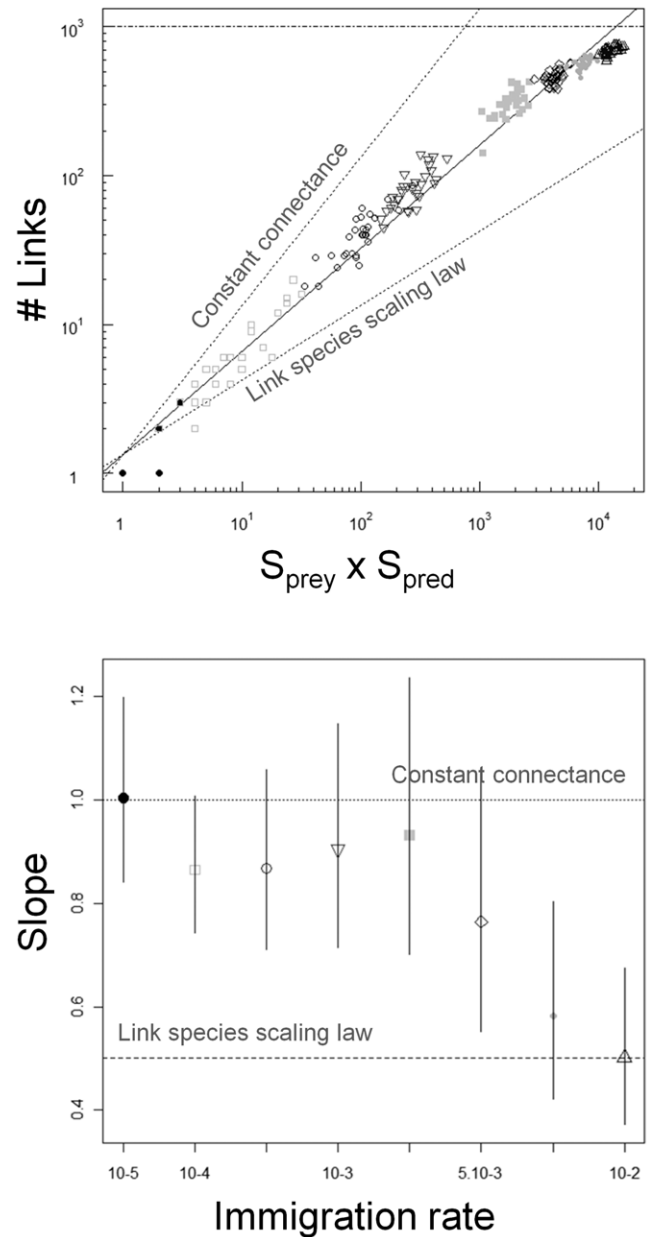 10³
10²
10¹
1
# Links
Constant connectance
Link species scaling law
1 10¹ 10² 10³ 10⁴
Sprey x Spred
1.2
1.0
0.8
0.6
0.4
Slope
Constant connectance
Link species scaling law
10-5 10-4 10-3 5.10-3 10-2
Immigration rate